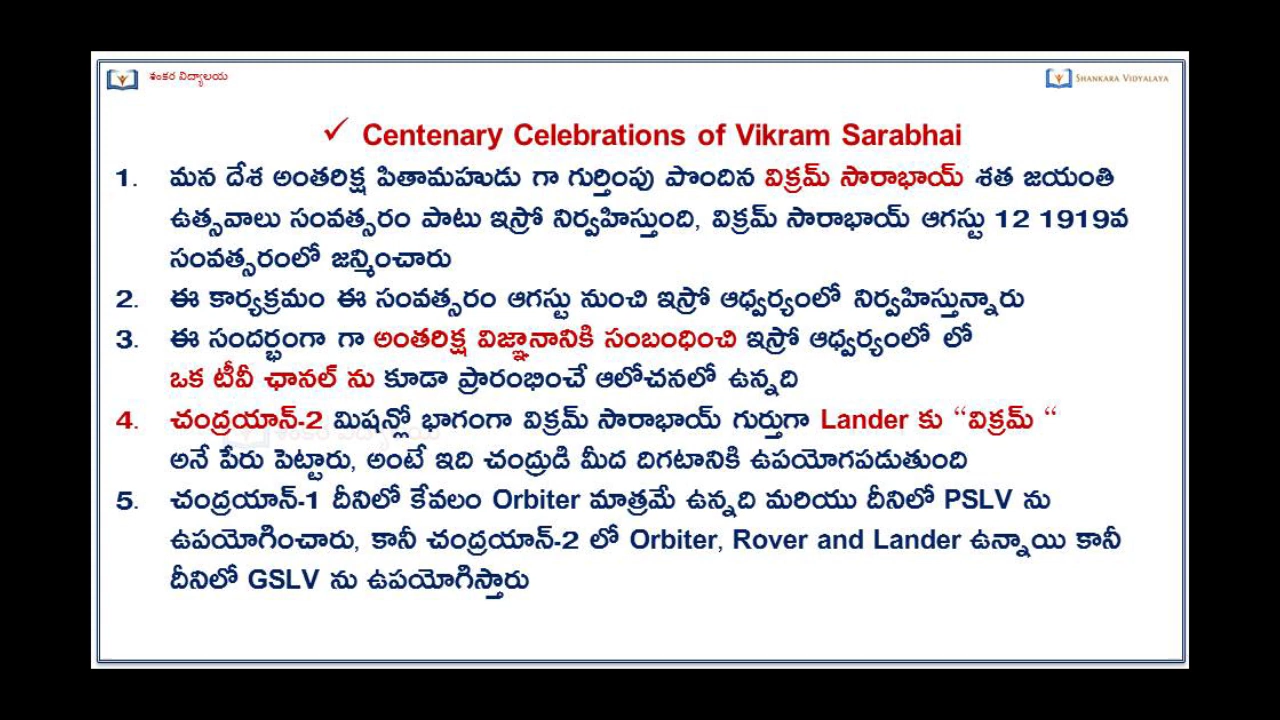 శంకర విద్యాలయ
SHANKARA VIDYALAYA
✓ Centenary Celebrations of Vikram Sarabhai
1. మన దేశ అంతరిక్ష పితామహుడు గా గుర్తింపు పొందిన విక్రమ్ సారాభాయ్ శత జయంతి
ఉత్సవాలు సంవత్సరం పాటు ఇస్రో నిర్వహిస్తుంది, విక్రమ్ సారాభాయ్ ఆగస్టు 12 1919వ
సంవత్సరంలో జన్మించారు
2. ఈ కార్యక్రమం ఈ సంవత్సరం ఆగస్టు నుంచి ఇస్రో ఆధ్వర్యంలో నిర్వహిస్తున్నారు
3. ఈ సందర్భంగా గా అంతరిక్ష విజ్ఞానానికి సంబంధించి ఇస్రో ఆధ్వర్యంలో లో
ఒక టీవీ ఛానల్ ను కూడా ప్రారంభించే ఆలోచనలో ఉన్నది
4. చంద్రయాన్-2 మిషన్లో భాగంగా విక్రమ్ సారాభాయ్ గుర్తుగా Lander కు “విక్రమ్ “
అనే పేరు పెట్టారు, అంటే ఇది చంద్రుడి మీద దిగటానికి ఉపయోగపడుతుంది
5. చంద్రయాన్-1 దీనిలో కేవలం Orbiter మాత్రమే ఉన్నది మరియు దీనిలో PSLV ను
ఉపయోగించారు, కానీ చంద్రయాన్-2 లో Orbiter, Rover and Lander ఉన్నాయి కానీ
దీనిలో GSLV ను ఉపయోగిస్తారు